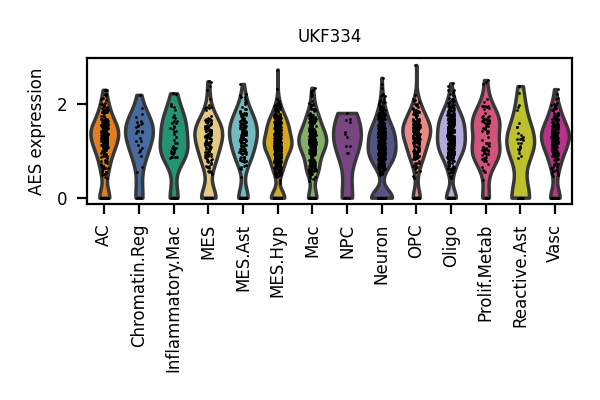 UKF334
AES expression
2
0
AC
Chromatin.Reg
Inflammatory.Mac
MES
MES.Ast
MES.Hyp
Mac
NPC
Neuron
OPC
Oligo
Prolif.Metab
Reactive.Ast
Vasc